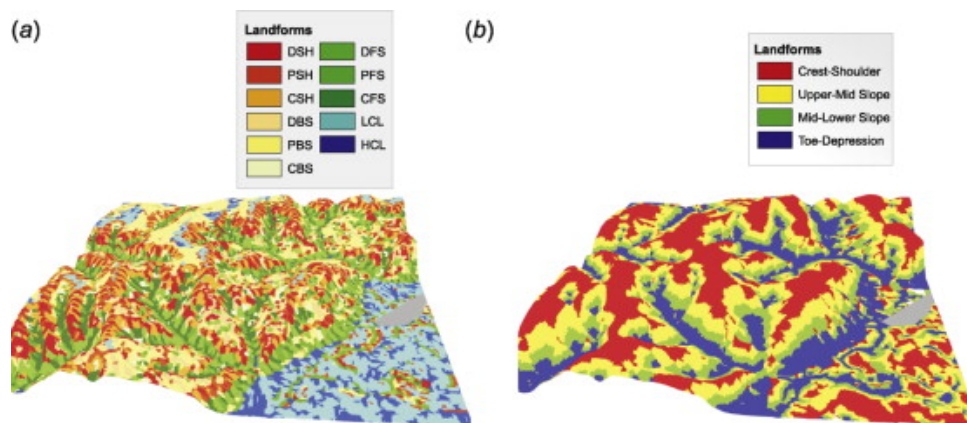 (a)
Landforms
DSH DFS
PSH PFS
CSH CFS
DBS LCL
PBS HCL
CBS
(b)
Landforms
Crest-Shoulder
Upper-Mid Slope
Mid-Lower Slope
Toe-Depression